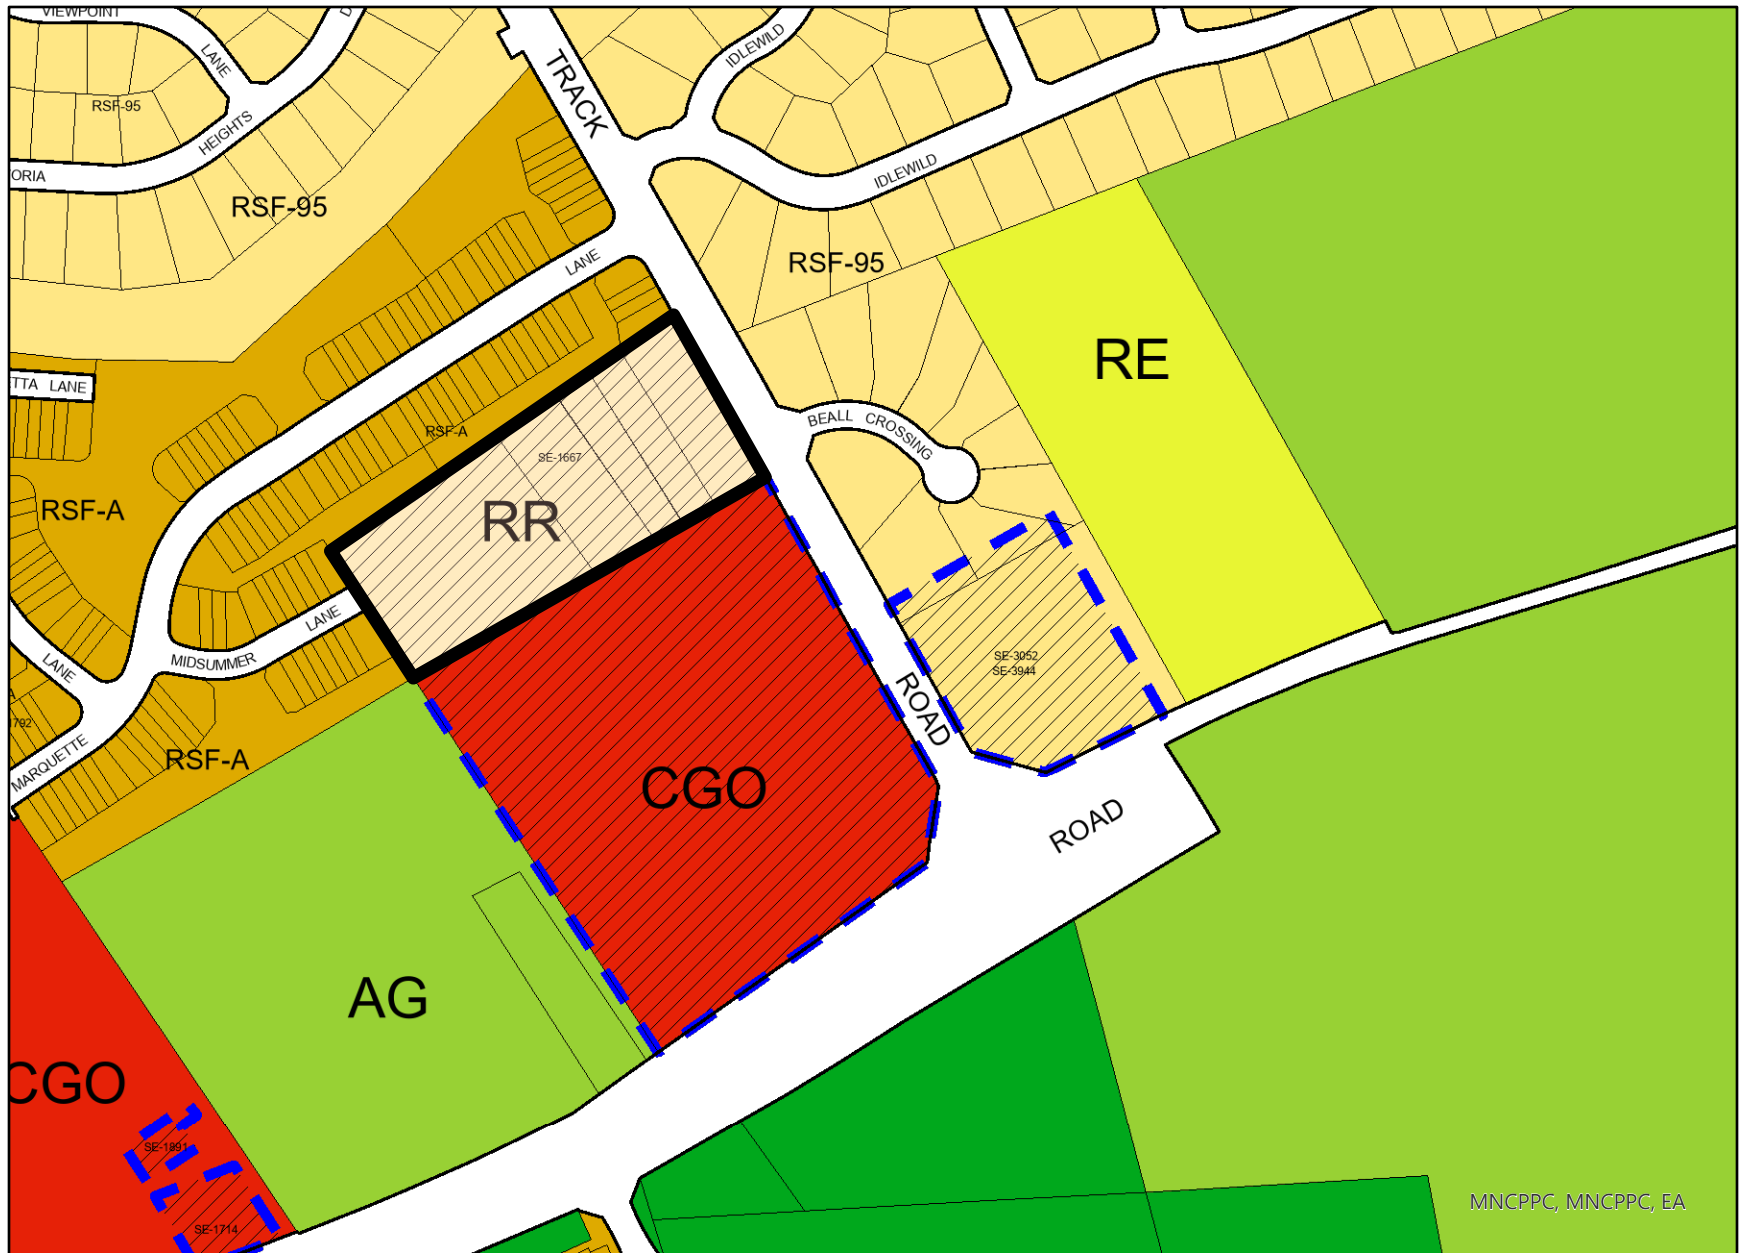 VIEWPOINT
LANE
D
TRACK
IDLEWILD
RSF-95
HEIGHTS
ORIA
IDLEWILD
RSF-95
LANE
RSF-95
RE
TTA LANE
BEALL CROSSING
RSF-A
SE-1667
RSF-A
RR
LANE
MIDSUMMER
LANE
SE-3052
SE-3944
A
1792
ROAD
MARQUETTE
RSF-A
CGO
ROAD
AG
CGO
SE-1891
SE-1714
MNCPPC, MNCPPC, EA